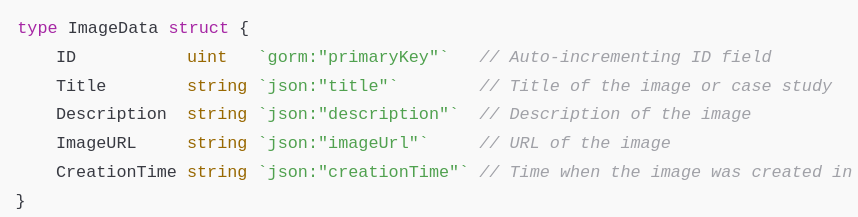 type ImageData struct {
    ID           uint   `gorm:"primaryKey"`   // Auto-incrementing ID field
    Title        string `json:"title"`        // Title of the image or case study
    Description  string `json:"description"`  // Description of the image
    ImageURL     string `json:"imageUrl"`     // URL of the image
    CreationTime string `json:"creationTime"` // Time when the image was created in
}